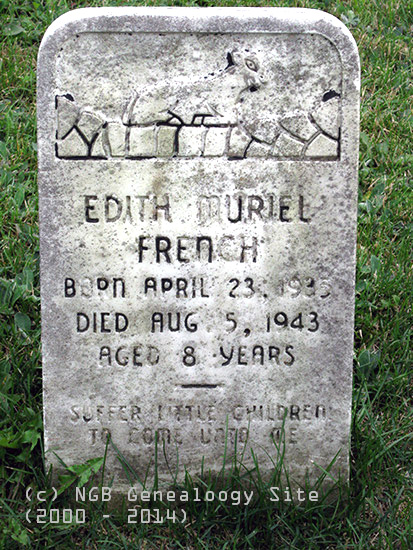 EDITH MURIEL
FRENCH
BORN APRIL 23, 1935
DIED AUG 5, 1943
AGED 8 YEARS
SUFFER LITTLE CHILDREN
TO COME UNTO ME
(c) NGB Genealoogy Site
(2000 - 2014)